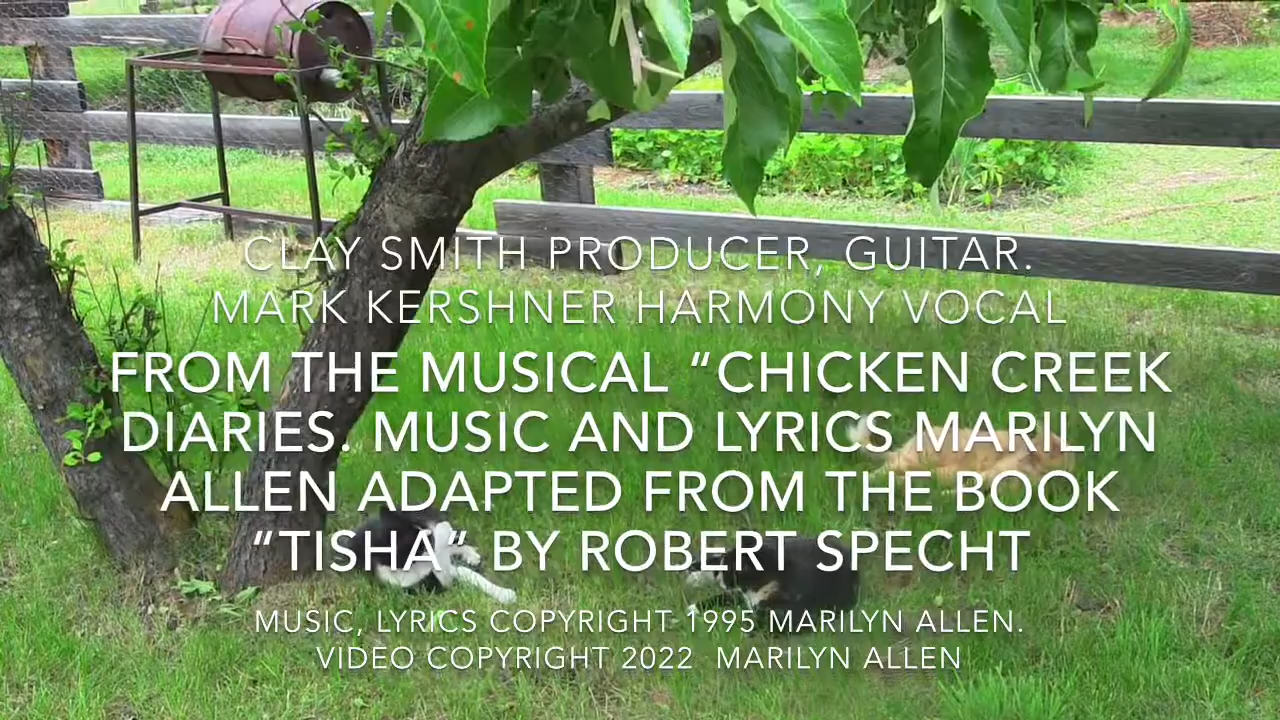 CLAY SMITH PRODUCER, GUITAR.
MARK KERSHNER HARMONY VOCAL
FROM THE MUSICAL “CHICKEN CREEK
DIARIES. MUSIC AND LYRICS MARILYN
ALLEN ADAPTED FROM THE BOOK
“TISHA” BY ROBERT SPECHT
MUSIC, LYRICS COPYRIGHT 1995 MARILYN ALLEN.
VIDEO COPYRIGHT 2022 MARILYN ALLEN